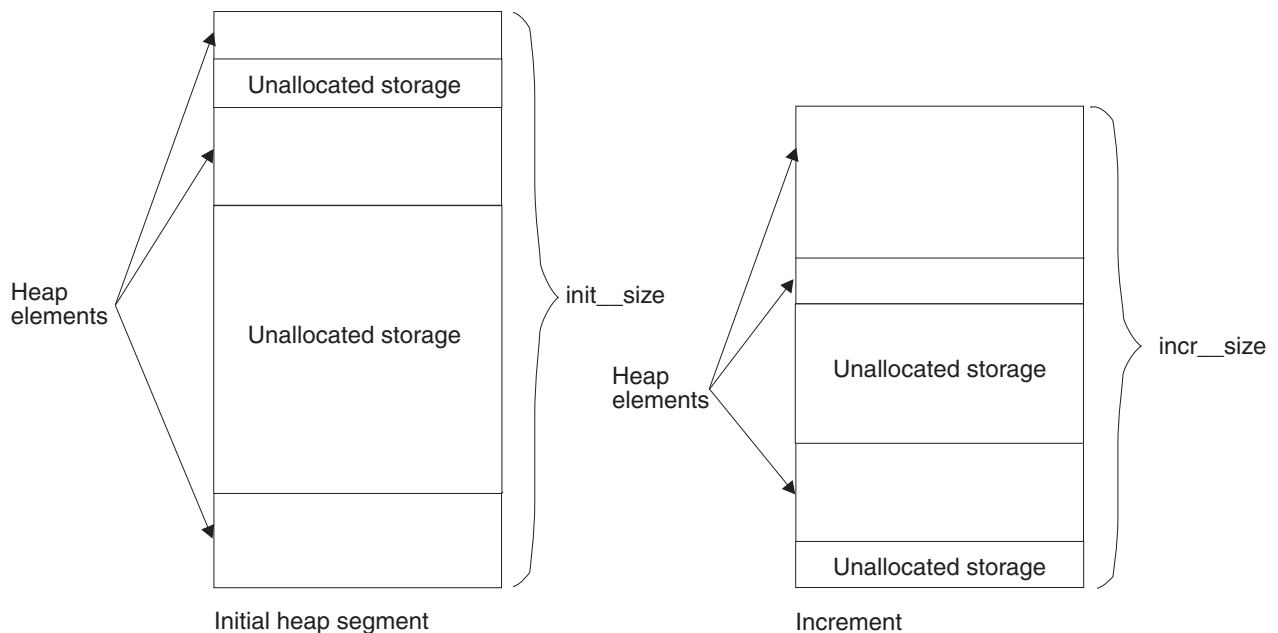 Unallocated storage
Heap
elements
Unallocated storage
init__size
Initial heap segment
Heap
elements
Unallocated storage
incr__size
Unallocated storage
Increment